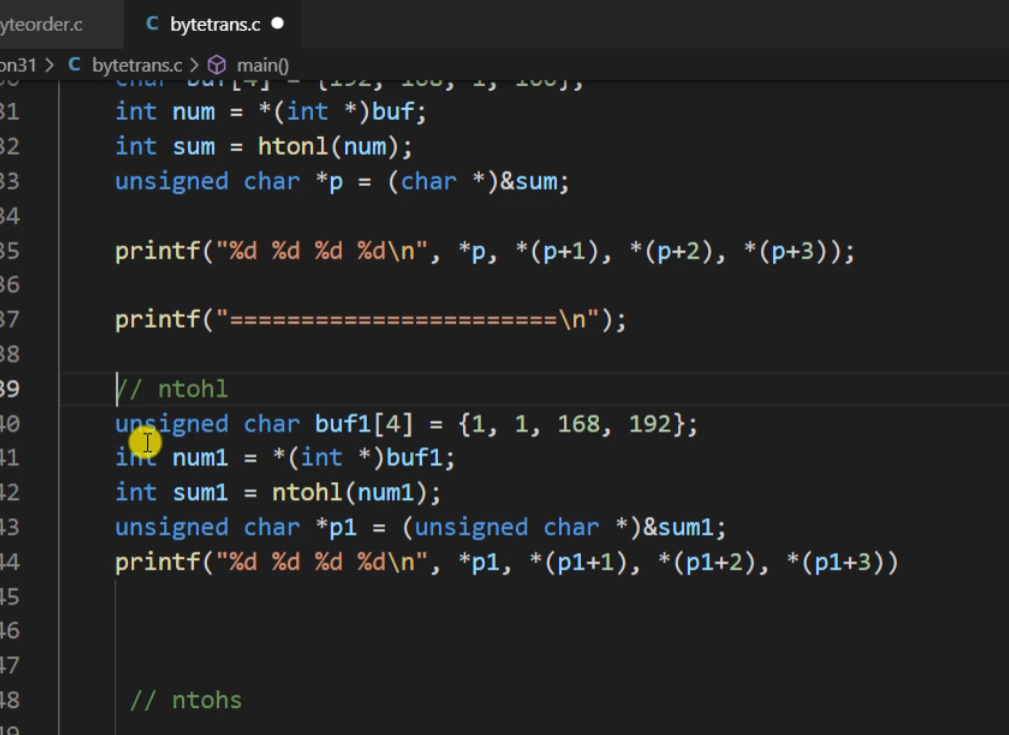 yteorder.c
C bytetrans.c
on31 > C bytetrans.c > main()
31 int num = *(int *)buf;
32 int sum = htonl(num);
33 unsigned char *p = (char *)&sum;
34
35 printf("%d %d %d %d\n", *p, *(p+1), *(p+2), *(p+3));
36
37 printf("=======================\n");
38
39 // ntohl
40 unsigned char buf1[4] = {1, 1, 168, 192};
41 int num1 = *(int *)buf1;
42 int sum1 = ntohl(num1);
43 unsigned char *p1 = (unsigned char *)&sum1;
44 printf("%d %d %d %d\n", *p1, *(p1+1), *(p1+2), *(p1+3))
45
46
47
48 // ntohs
49